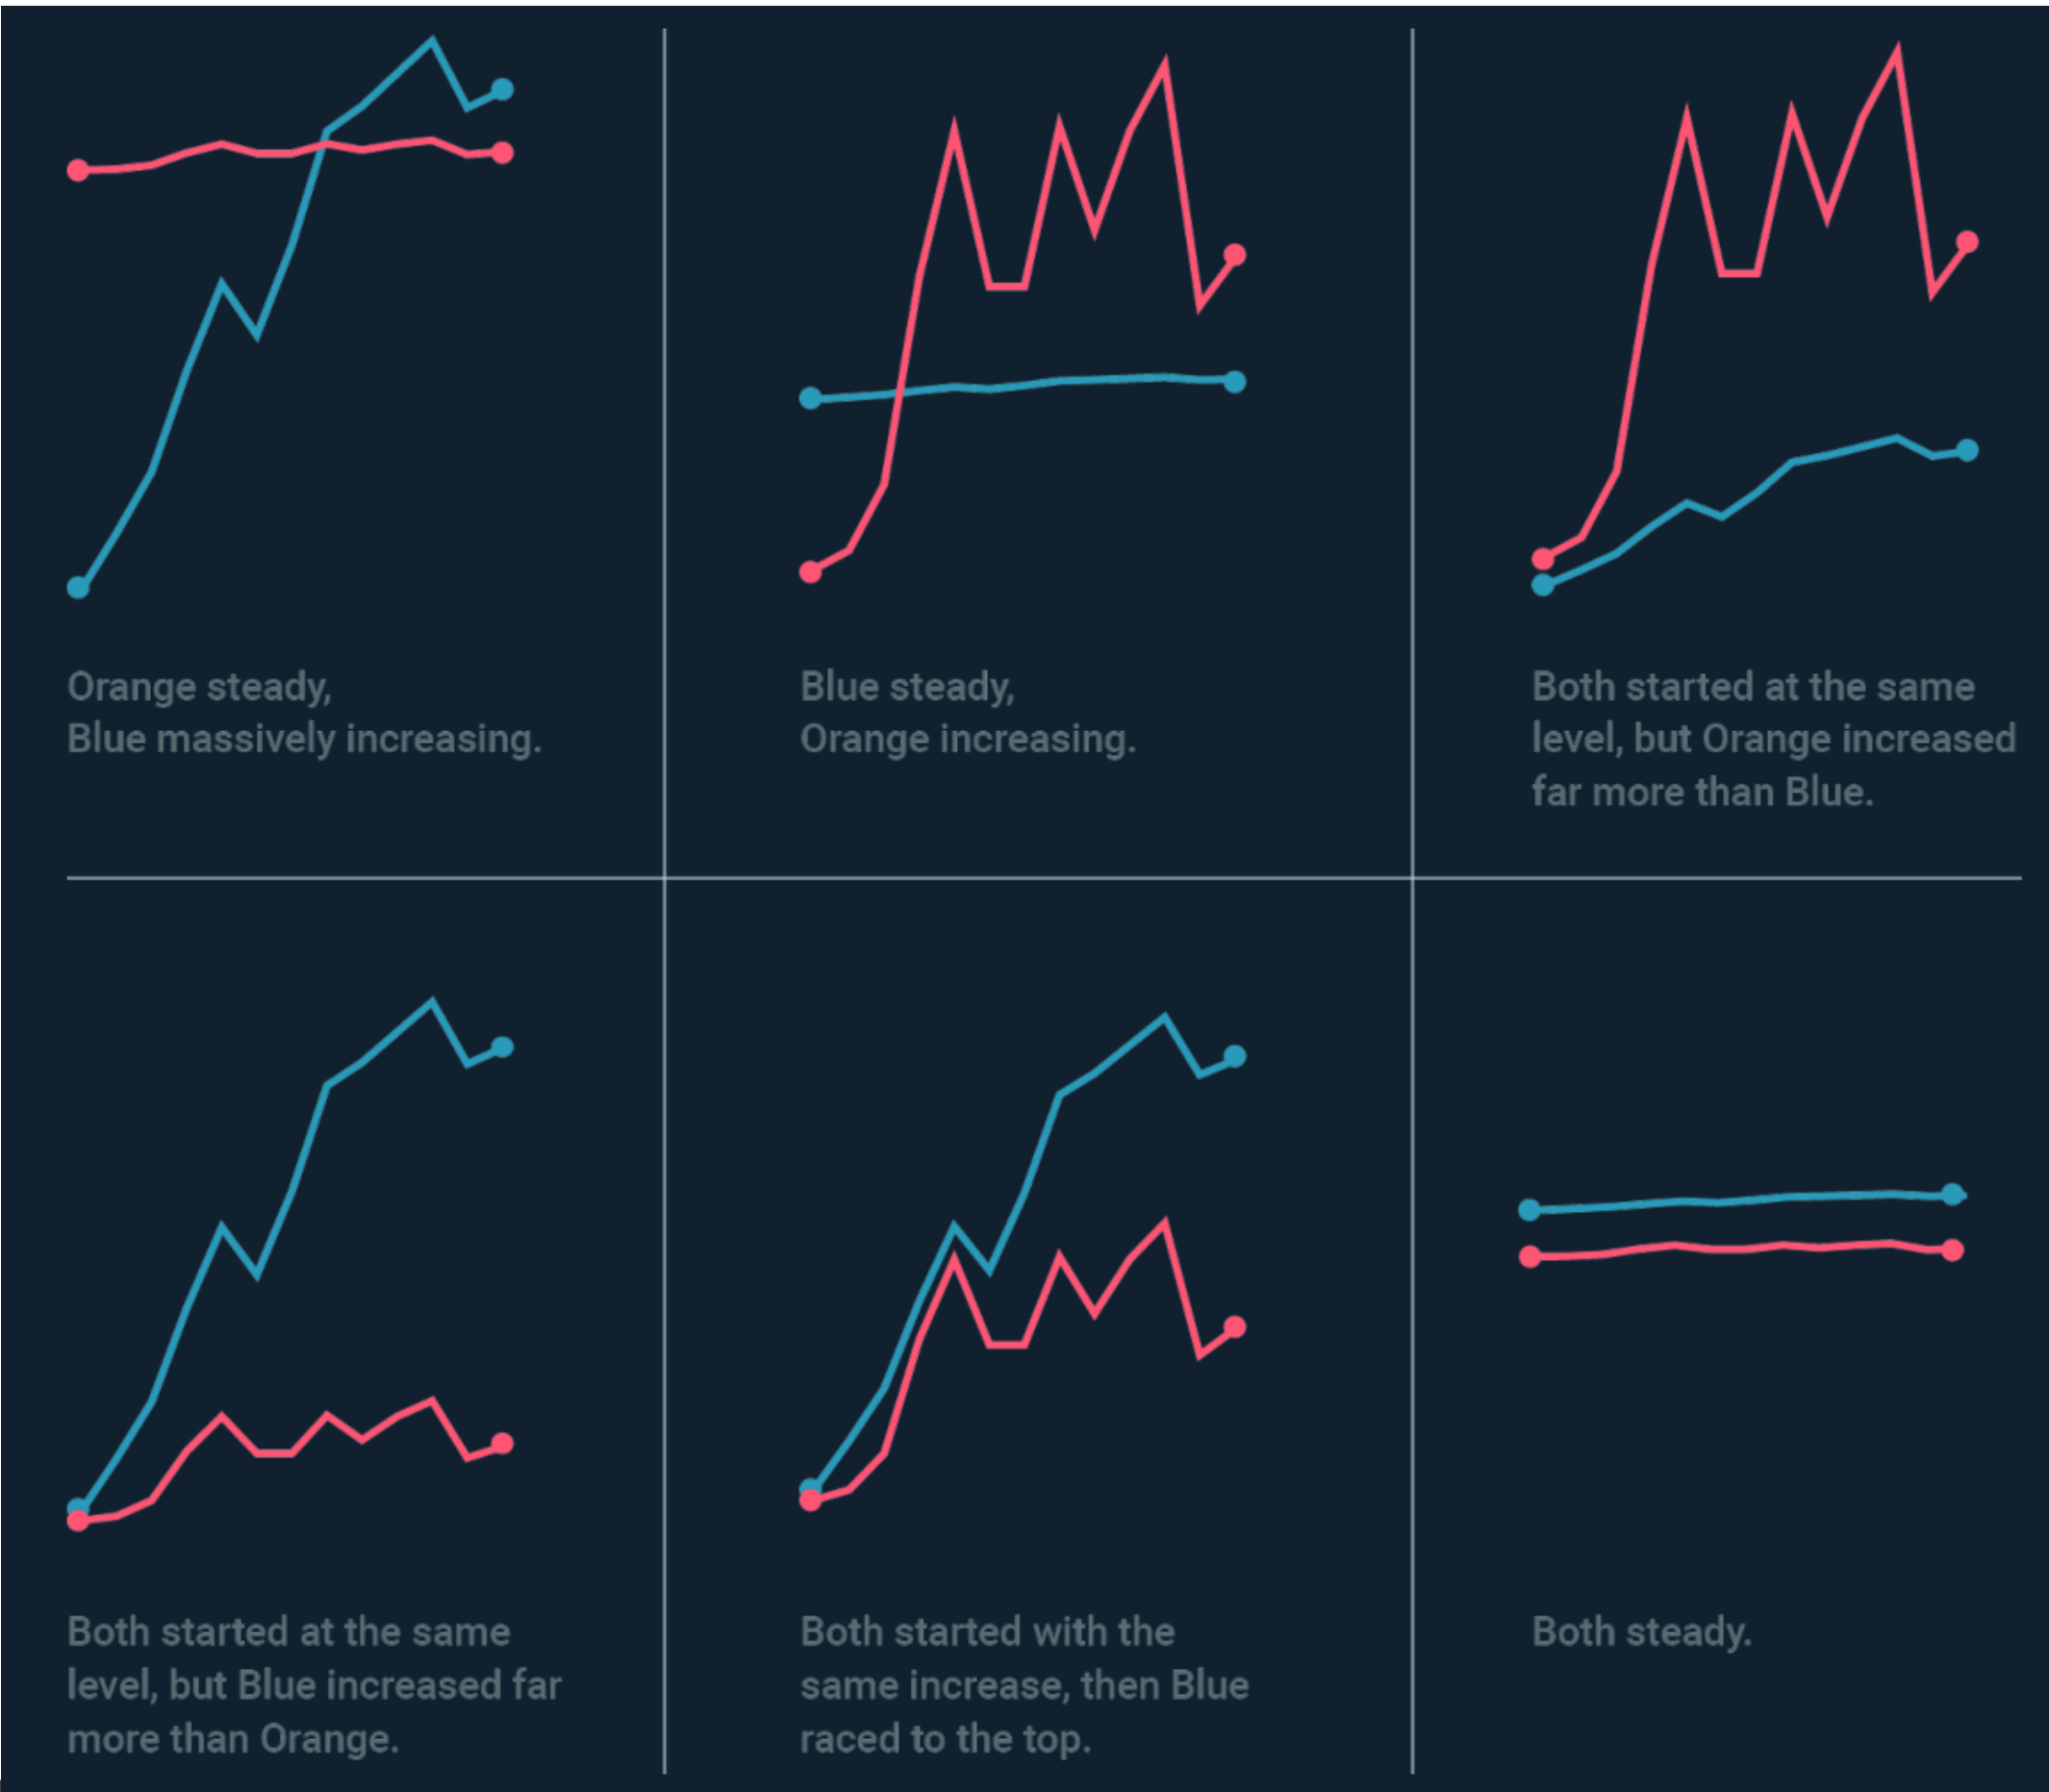 Orange steady,
Blue massively increasing.
Blue steady,
Orange increasing.
Both started at the same
level, but Orange increased
far more than Blue.
Both started at the same
level, but Blue increased far
more than Orange.
Both started with the
same increase, then Blue
raced to the top.
Both steady.